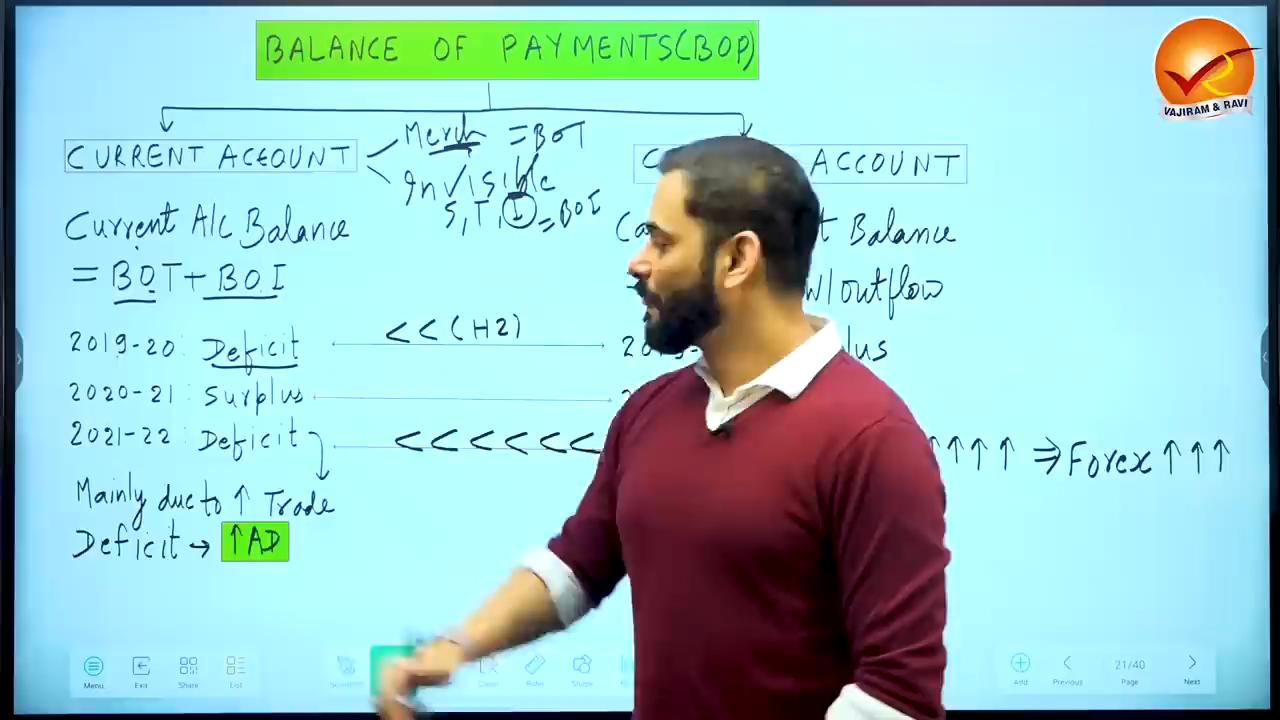 BALANCE OF PAYMENTS(BOP)
VAJIRAM & RAVI
CURRENT ACCOUNT
Merch = BOT
Invisible
S, T, I = BOI
C ACCOUNT
Current A/c Balance
= BOT + BOI
Ca t Balance
w/outflow
2019-20: Deficit << (H2) lus
2020-21: Surplus
2021-22: Deficit <<<<<< ↑↑↑↑ ⇒ Forex ↑↑↑
Mainly due to ↑ Trade
Deficit → ↑AD
Menu Exit Share List
Add Previous 21/40 Page Next